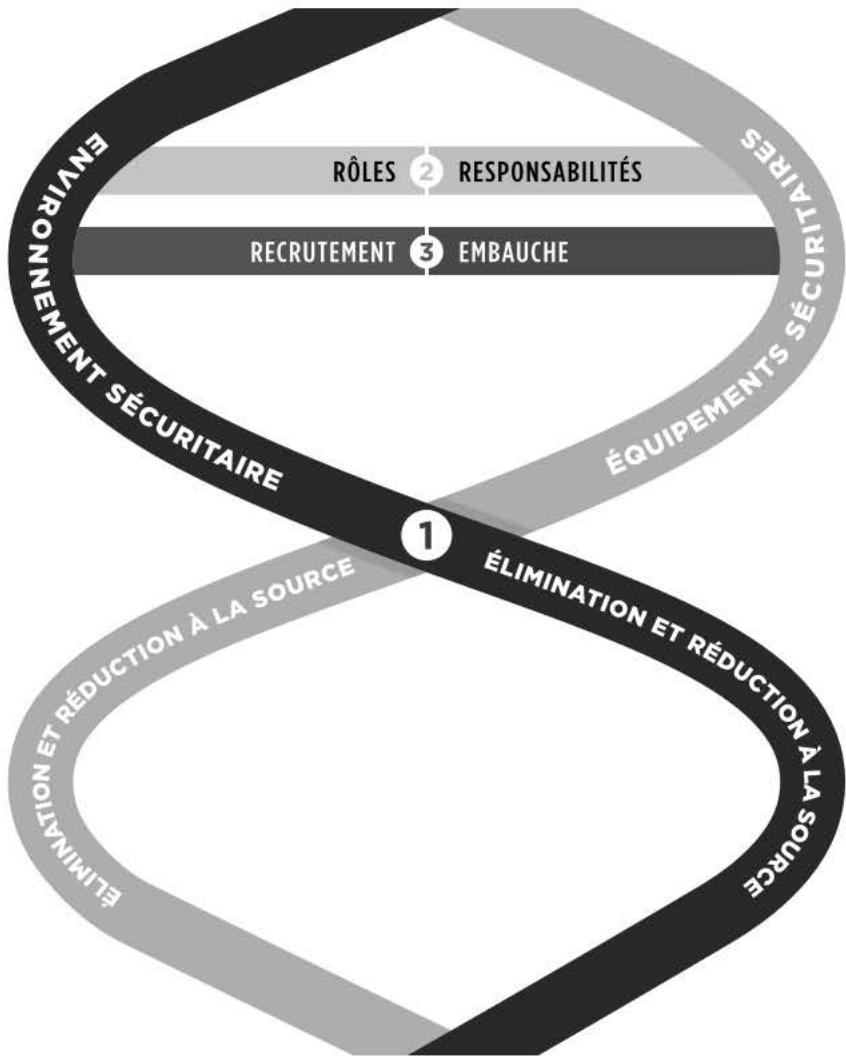 ENVIRONNEMENT SÉCURITAIRE
ÉQUIPEMENTS SÉCURITAIRES
RÔLES 2 RESPONSABILITÉS
RECRUTEMENT 3 EMBAUCHE
1
ÉLIMINATION ET RÉDUCTION À LA SOURCE
ÉLIMINATION ET RÉDUCTION À LA SOURCE